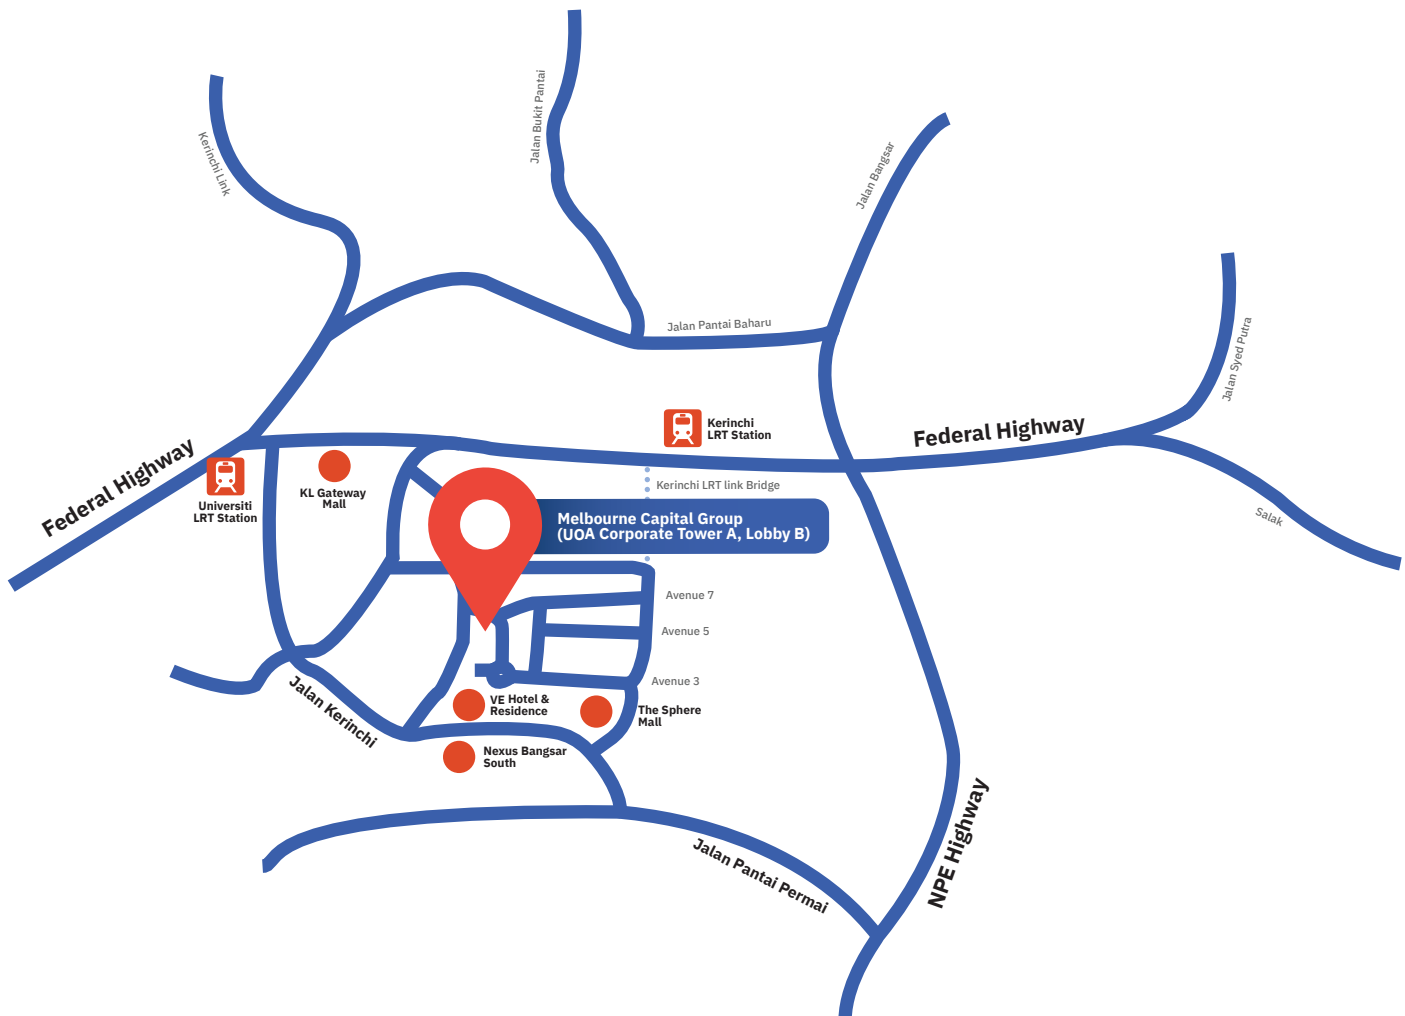 Jalan Bukit Pantai
Kerinchi Link
Jalan Bangsar
Jalan Pantai Baharu
Jalan Syed Putra
Kerinchi
LRT Station
Federal Highway
Federal Highway
Universiti
LRT Station
KL Gateway
Mall
Kerinchi LRT link Bridge
Melbourne Capital Group
(UOA Corporate Tower A, Lobby B)
Salak
Avenue 7
Avenue 5
Avenue 3
Jalan Kerinchi
VE Hotel &
Residence
The Sphere
Mall
Nexus Bangsar
South
Jalan Pantai Permai
NPE Highway